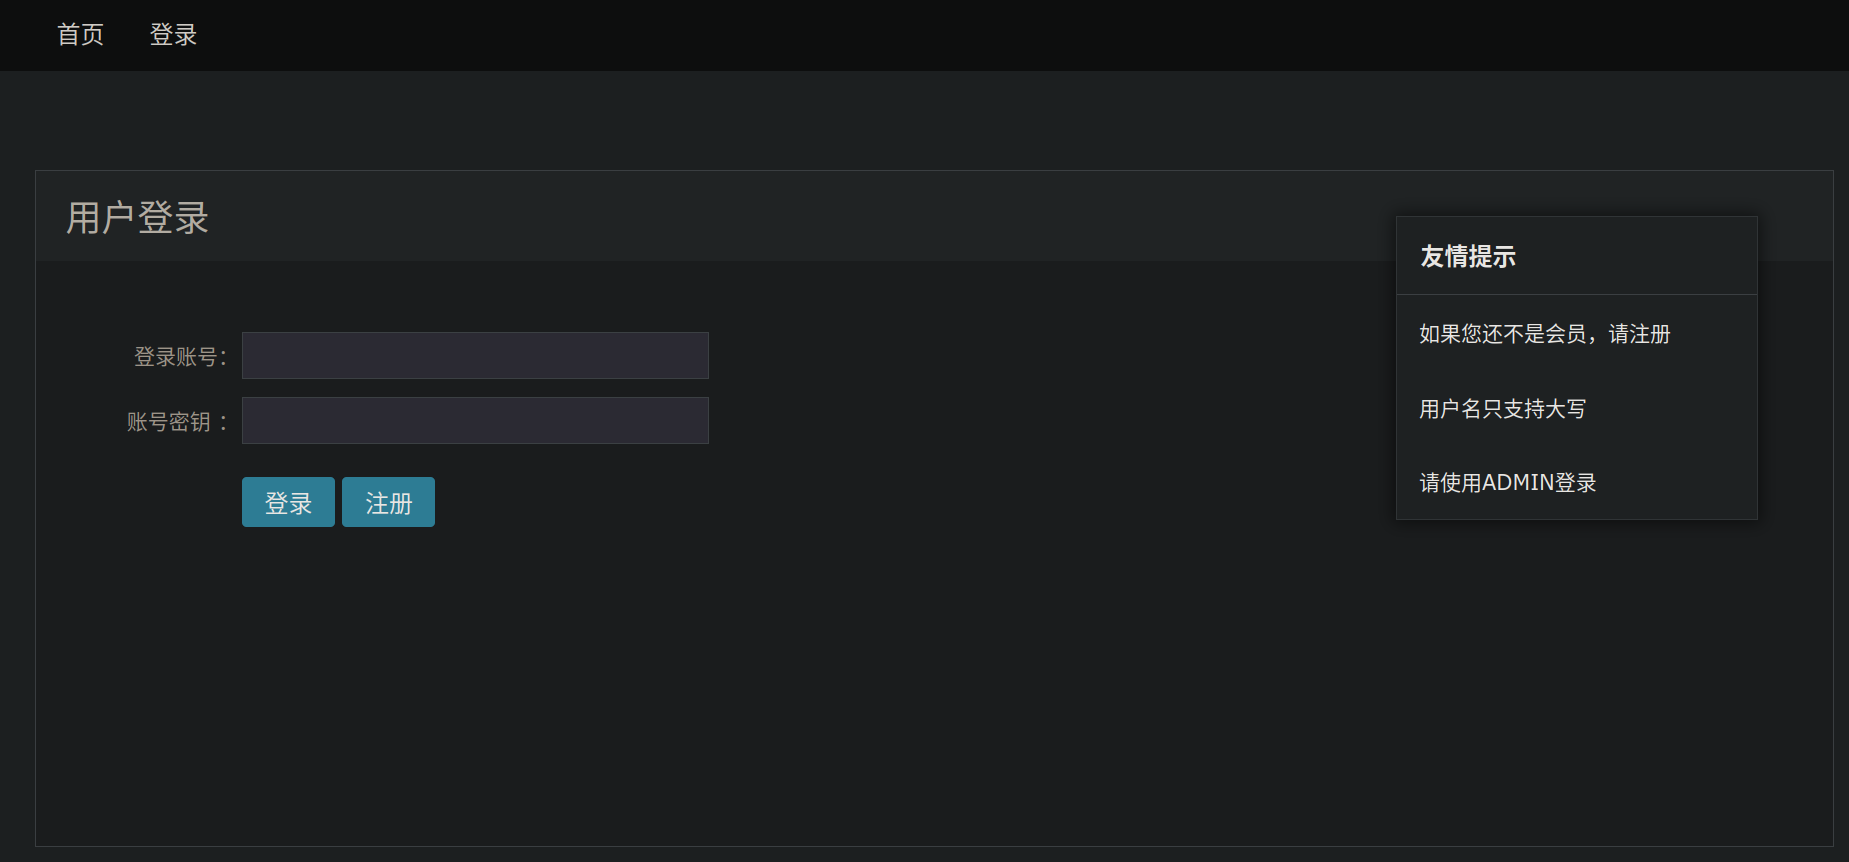 首页 登录
用户登录
友情提示
如果您还不是会员，请注册
用户名只支持大写
请使用ADMIN登录
登录账号：
账号密钥 ：
登录 注册